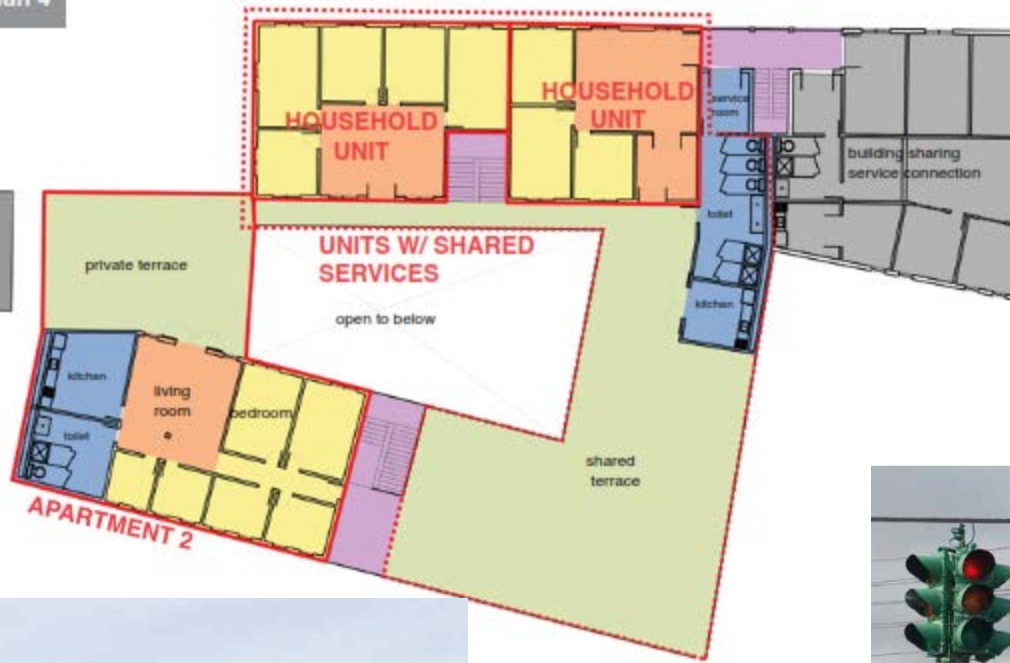 HOUSEHOLD
UNIT
HOUSEHOLD
UNIT
service
room
building sharing
service connection
toilet
private terrace
UNITS W/ SHARED
SERVICES
open to below
kitchen
kitchen
living
room
bedroom
toilet
shared
terrace
APARTMENT 2